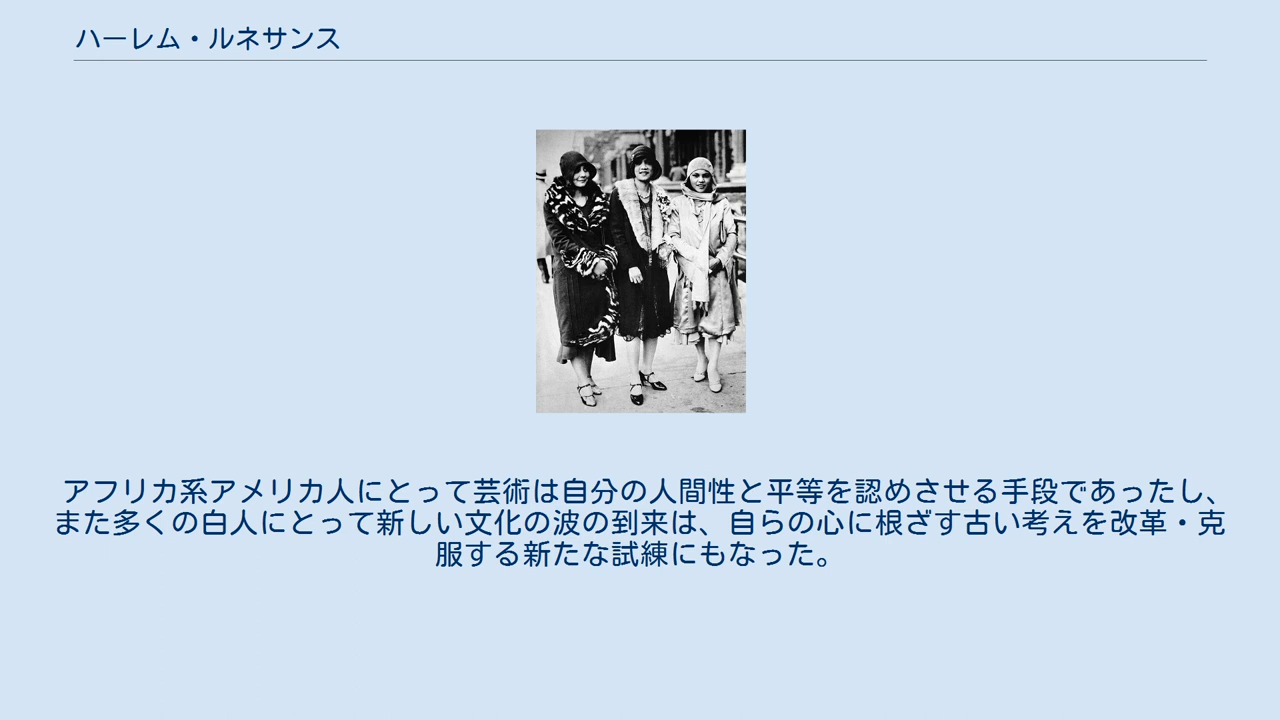 ハーレム・ルネサンス
アフリカ系アメリカ人にとって芸術は自分の人間性と平等を認めさせる手段であったし、
また多くの白人にとって新しい文化の波の到来は、自らの心に根ざす古い考えを改革・克
服する新たな試練にもなった。